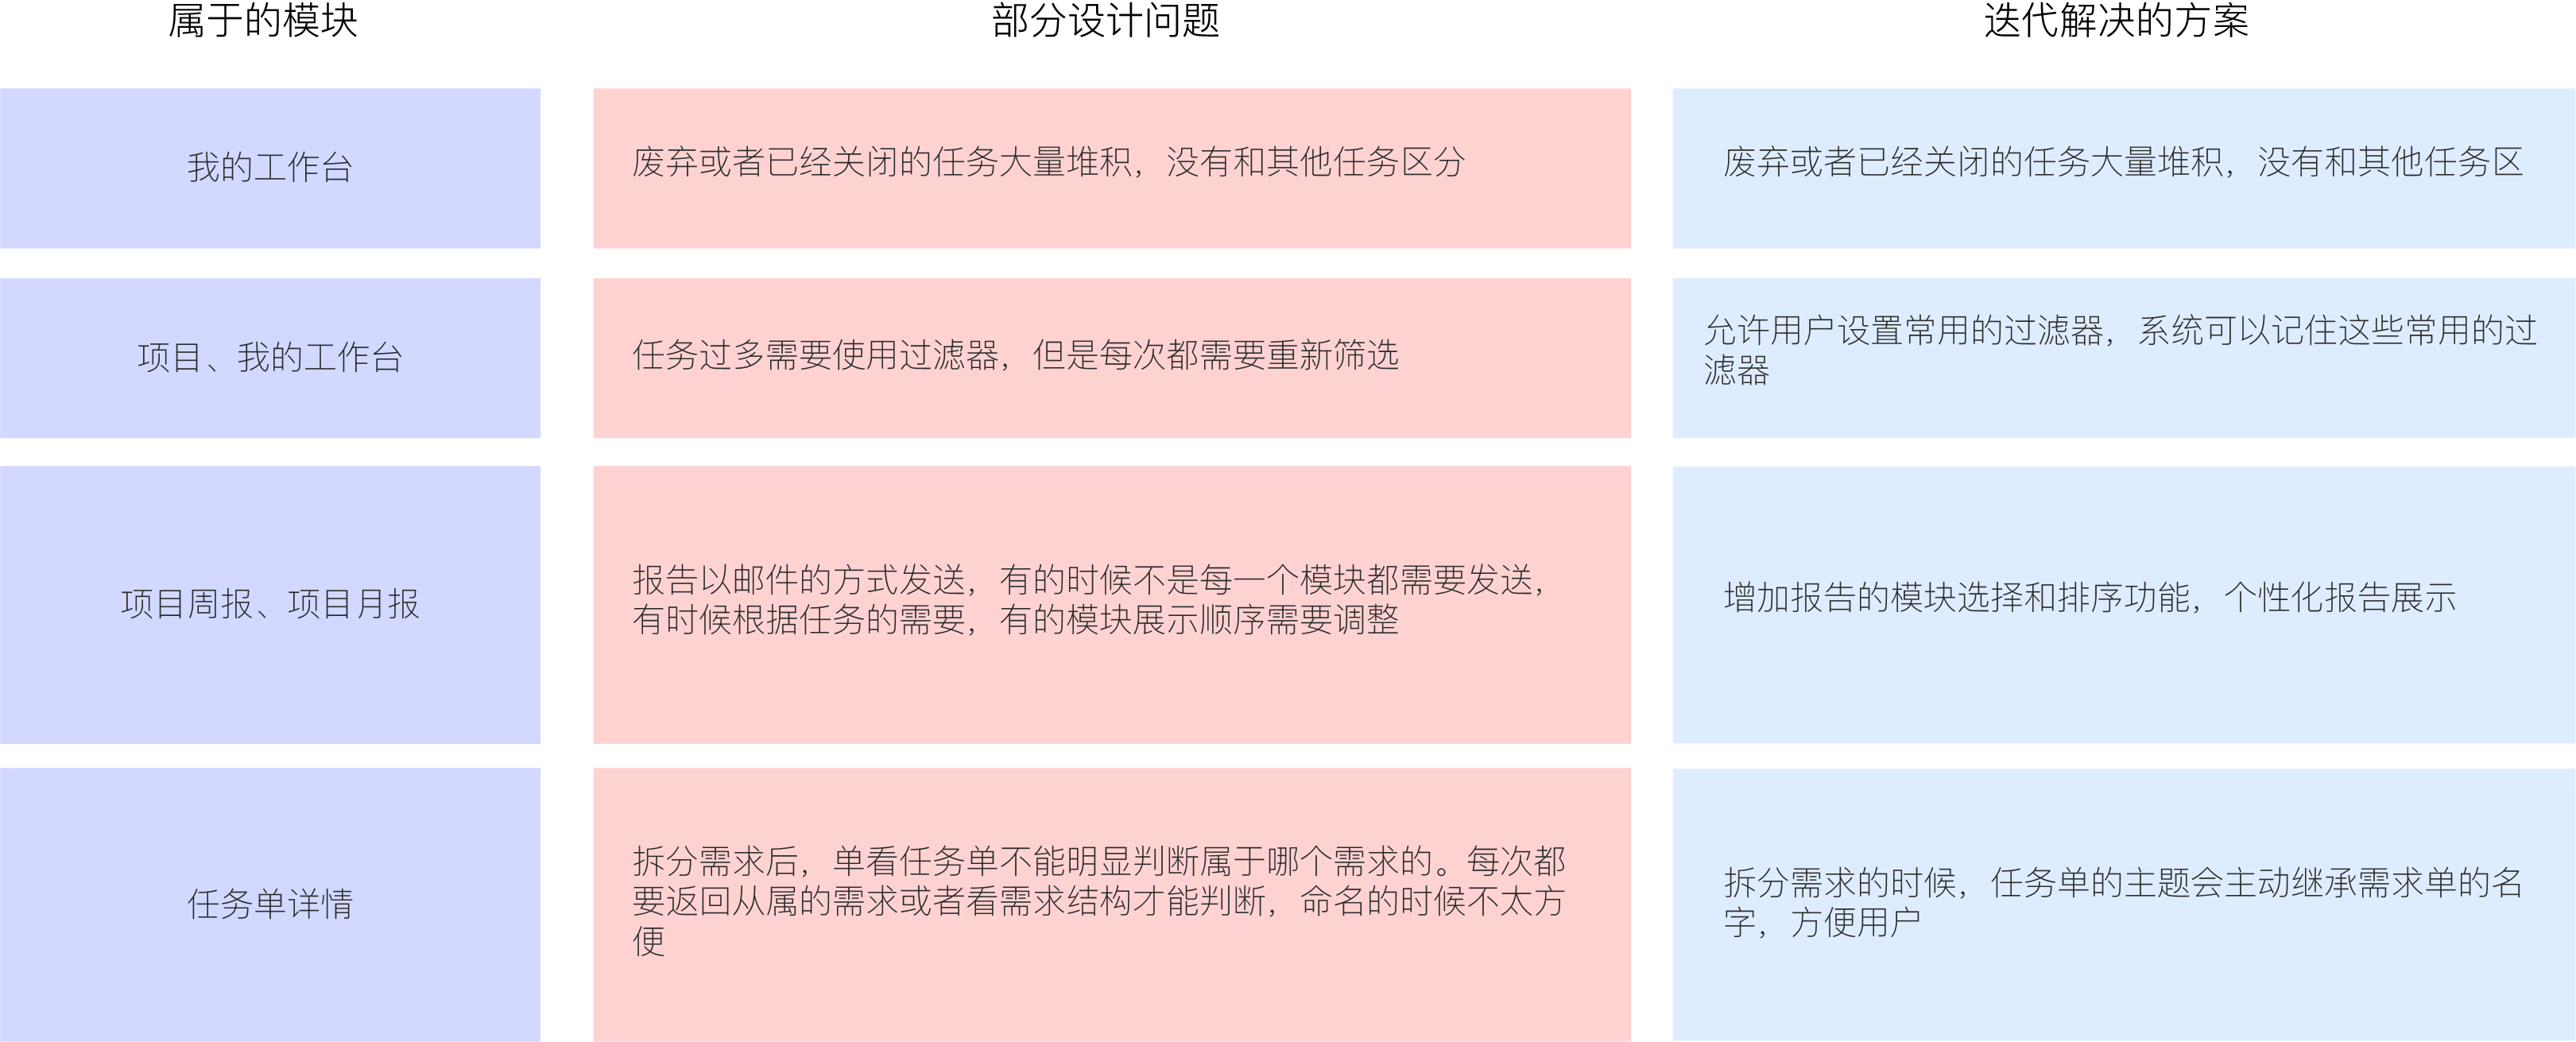 属于的模块
部分设计问题
迭代解决的方案
我的工作台
废弃或者已经关闭的任务大量堆积，没有和其他任务区分
废弃或者已经关闭的任务大量堆积，没有和其他任务区
项目、我的工作台
任务过多需要使用过滤器，但是每次都需要重新筛选
允许用户设置常用的过滤器，系统可以记住这些常用的过
滤器
项目周报、项目月报
报告以邮件的方式发送，有的时候不是每一个模块都需要发送，
有时候根据任务的需要，有的模块展示顺序需要调整
增加报告的模块选择和排序功能，个性化报告展示
任务单详情
拆分需求后，单看任务单不能明显判断属于哪个需求的。每次都
要返回从属的需求或者看需求结构才能判断，命名的时候不太方
便
拆分需求的时候，任务单的主题会主动继承需求单的名
字，方便用户